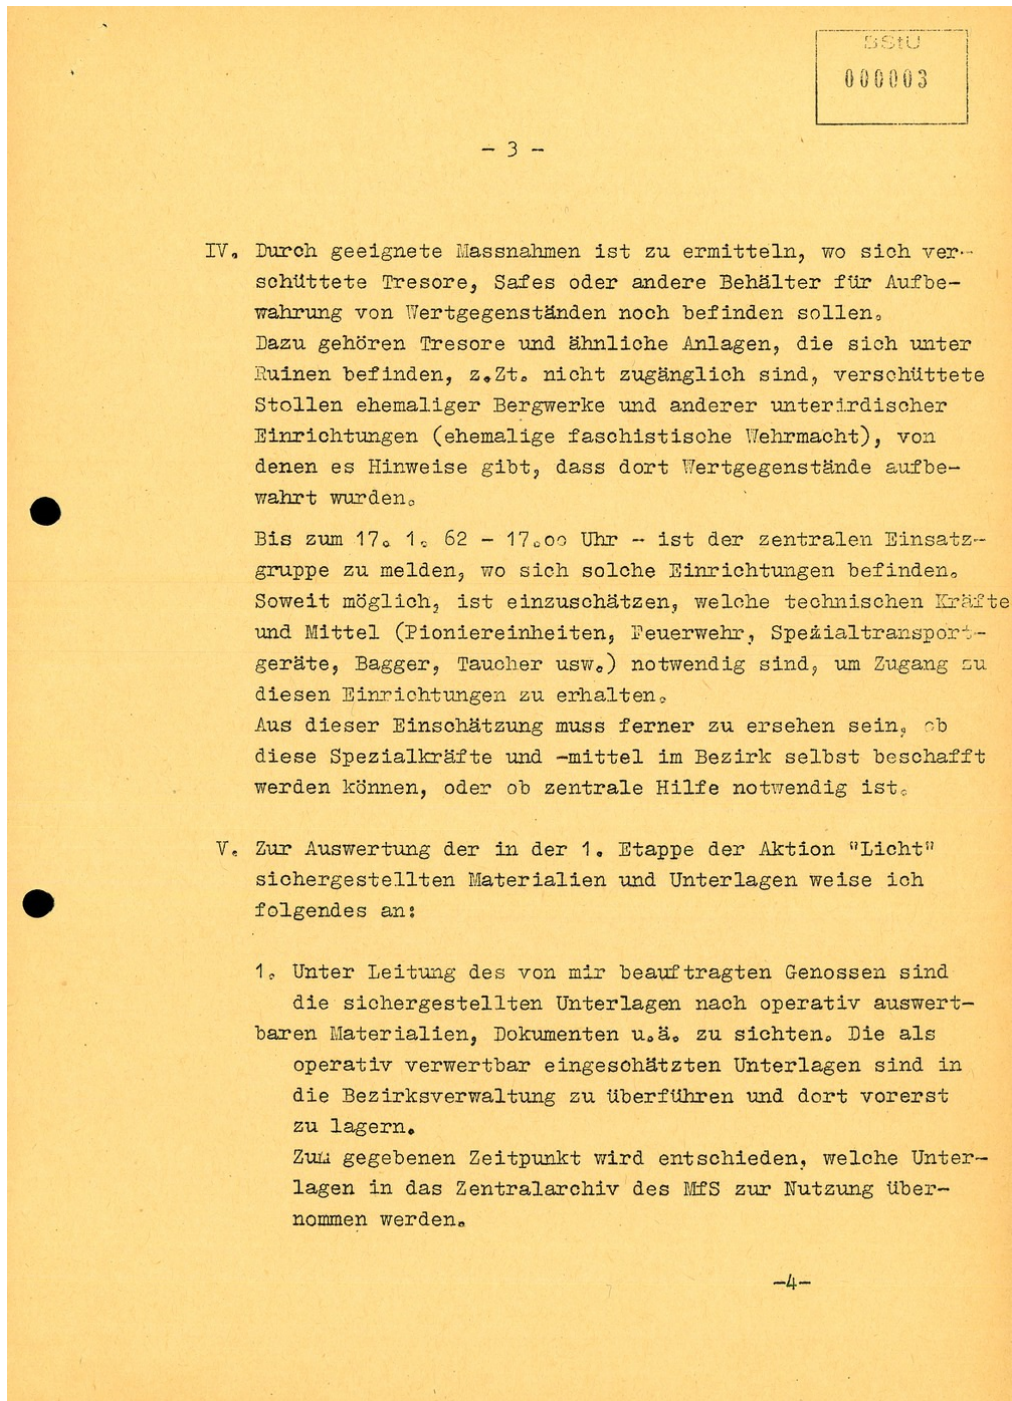 BStU
000003
- 3 -
IV. Durch geeignete Massnahmen ist zu ermitteln, wo sich ver-
schüttete Tresore, Safes oder andere Behälter für Aufbe-
wahrung von Wertgegenständen noch befinden sollen.
Dazu gehören Tresore und ähnliche Anlagen, die sich unter
Ruinen befinden, z.Zt. nicht zugänglich sind, verschüttete
Stollen ehemaliger Bergwerke und anderer unterirdischer
Einrichtungen (ehemalige faschistische Wehrmacht), von
denen es Hinweise gibt, dass dort Wertgegenstände aufbe-
wahrt wurden.
Bis zum 17. 1. 62 - 17.oo Uhr - ist der zentralen Einsatz-
gruppe zu melden, wo sich solche Einrichtungen befinden.
Soweit möglich, ist einzuschätzen, welche technischen Kräfte
und Mittel (Pioniereinheiten, Feuerwehr, Spezialtransport-
geräte, Bagger, Taucher usw.) notwendig sind, um Zugang zu
diesen Einrichtungen zu erhalten.
Aus dieser Einschätzung muss ferner zu ersehen sein, ob
diese Spezialkräfte und -mittel im Bezirk selbst beschafft
werden können, oder ob zentrale Hilfe notwendig ist.
V. Zur Auswertung der in der 1. Etappe der Aktion "Licht"
sichergestellten Materialien und Unterlagen weise ich
folgendes an:
1. Unter Leitung des von mir beauftragten Genossen sind
die sichergestellten Unterlagen nach operativ auswert-
baren Materialien, Dokumenten u.ä. zu sichten. Die als
operativ verwertbar eingeschätzten Unterlagen sind in
die Bezirksverwaltung zu überführen und dort vorerst
zu lagern.
Zum gegebenen Zeitpunkt wird entschieden, welche Unter-
lagen in das Zentralarchiv des MfS zur Nutzung über-
nommen werden.
-4-